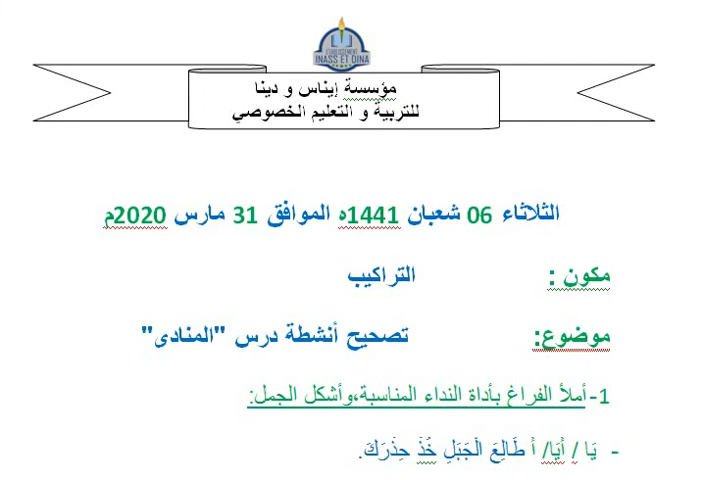 ETABLISSEMENT
INASS ET DINA
مؤسسة إيناس و دينا
للتربية و التعليم الخصوصي
الثلاثاء 06 شعبان 1441ه الموافق 31 مارس 2020م
مكون : التراكيب
موضوع: تصحيح أنشطة درس "المنادى"
1-أملأ الفراغ بأداة النداء المناسبة،وأشكل الجمل:
- يَا / أَيَا/ أَ طَالِعَ الْجَبَلِ خُذْ حِذْرَكَ.